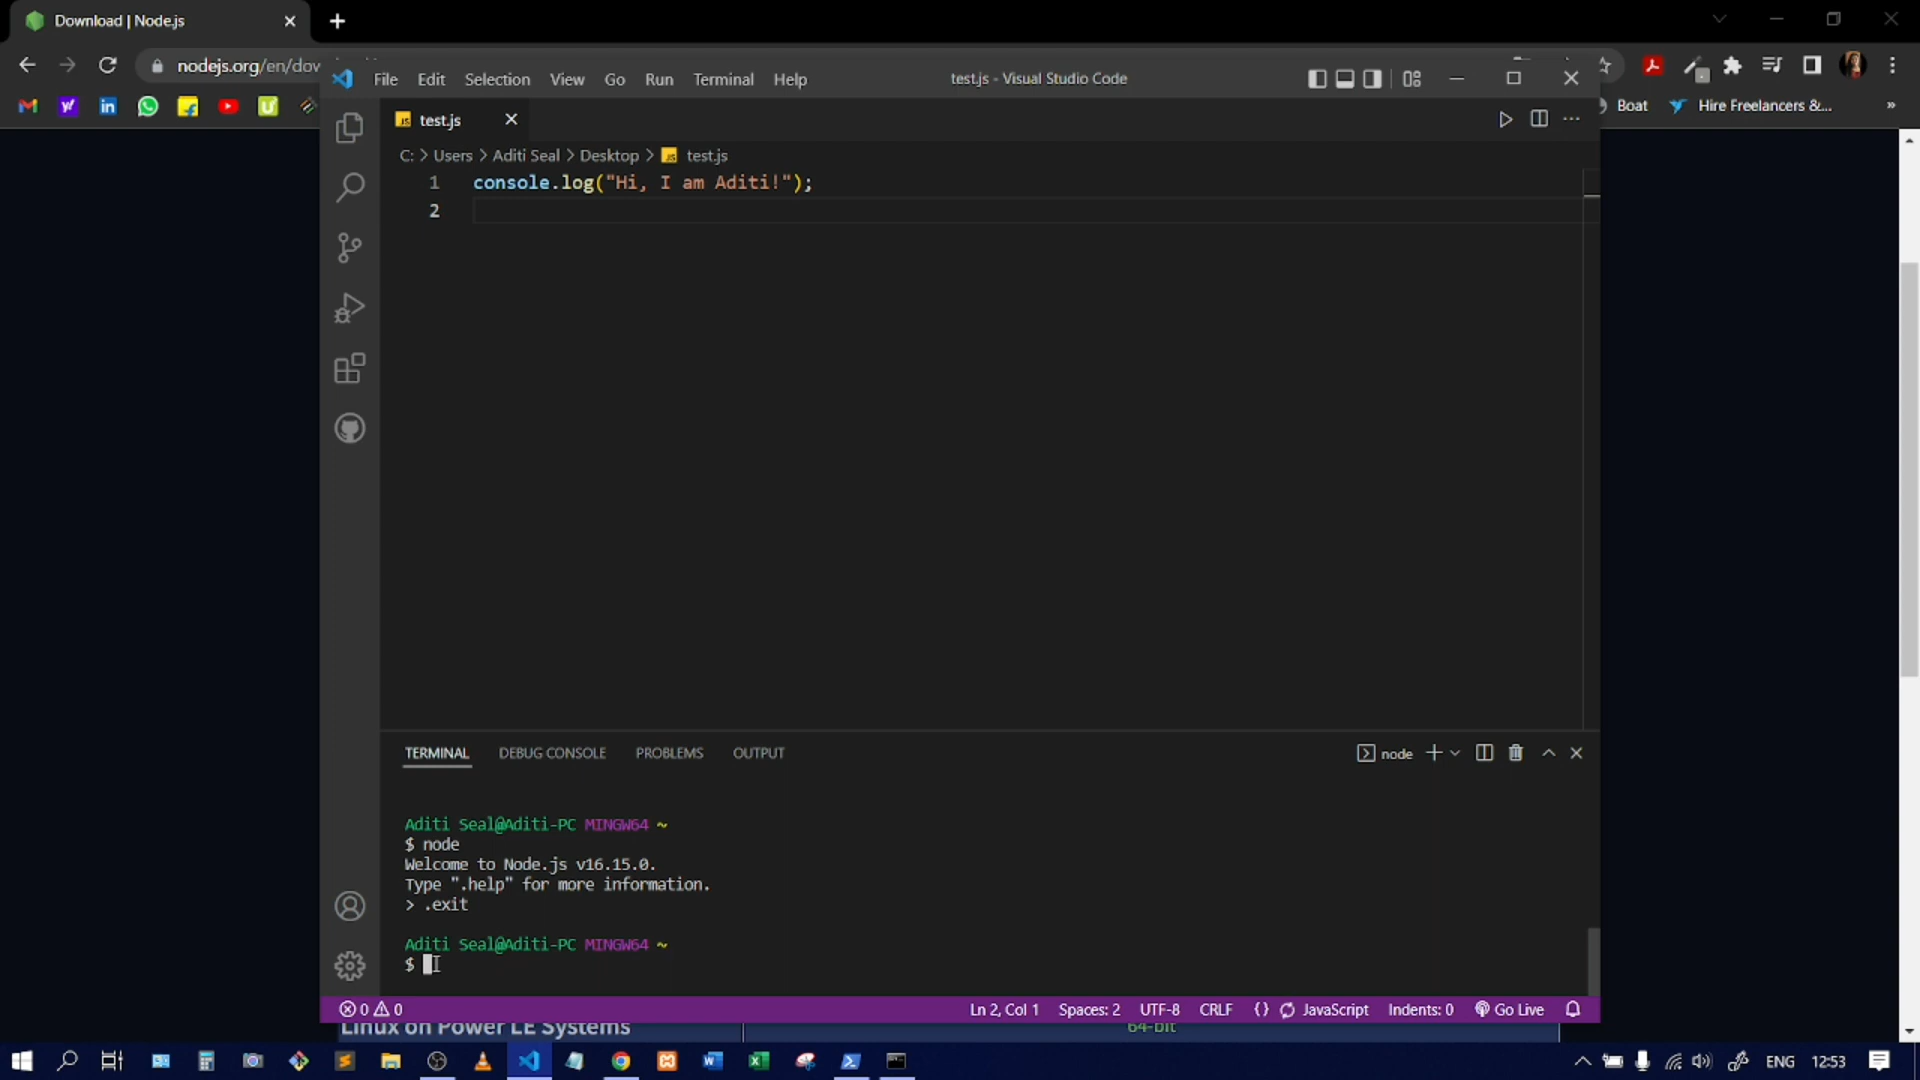 Download | Node.js
nodejs.org/en/dow
File Edit Selection View Go Run Terminal Help
test.js - Visual Studio Code
Boat
Hire Freelancers &...
test.js
C: > Users > Aditi Seal > Desktop > test.js
1 console.log("Hi, I am Aditi!");
2
TERMINAL DEBUG CONSOLE PROBLEMS OUTPUT
node
Aditi Seal@Aditi-PC MINGW64 ~
$ node
Welcome to Node.js v16.15.0.
Type ".help" for more information.
> .exit
Aditi Seal@Aditi-PC MINGW64 ~
$
0 0
Ln 2, Col 1 Spaces: 2 UTF-8 CRLF {} JavaScript Indents: 0 Go Live
Linux on Power LE Systems
64-bit
ENG 12:53